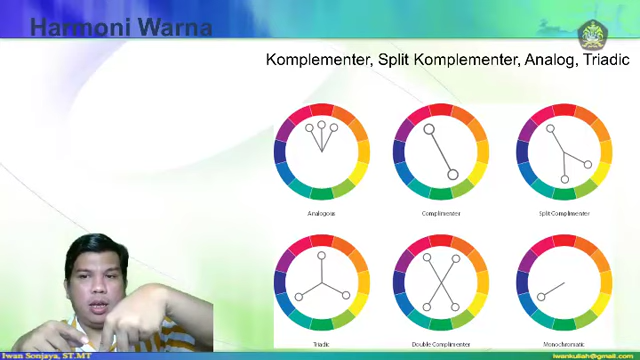 Harmoni Warna
Komplementer, Split Komplementer, Analog, Triadic
Analogous
Complimenter
Split Complimenter
Triadic
Double Complimenter
Monochromatic
Iwan Sonjaya, ST.MT
iwankuliah@gmail.com